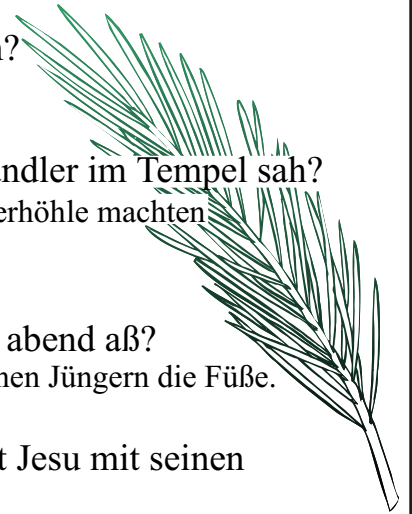 ?
ndler im Tempel sah?
erhöhle machten
abend aß?
nen Jüngern die Füße.
t Jesu mit seinen